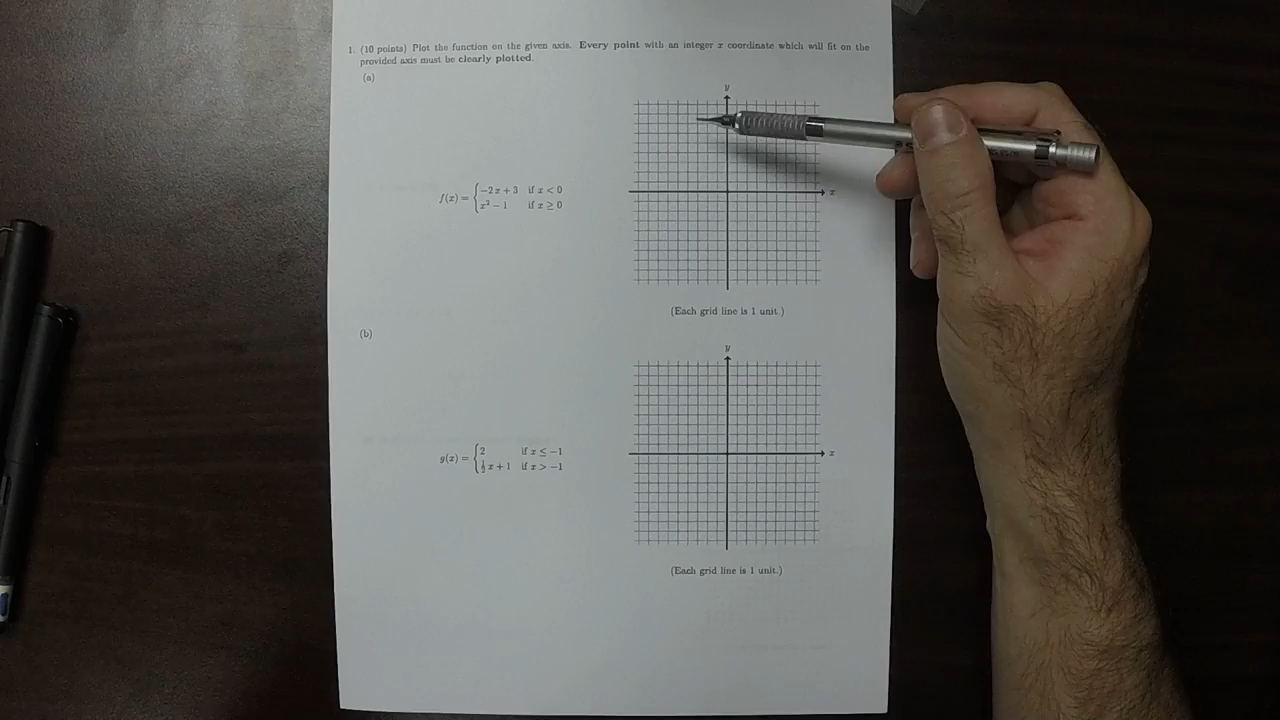 1. (10 points) Plot the function on the given axis. Every point with an integer x coordinate which will fit on the
provided axis must be clearly plotted.
(a)
y
x
f(x) = { −2x + 3 if x < 0
x² − 1 if x ≥ 0
(Each grid line is 1 unit.)
(b)
y
x
g(x) = { 2 if x ≤ −1
½x + 1 if x > −1
(Each grid line is 1 unit.)